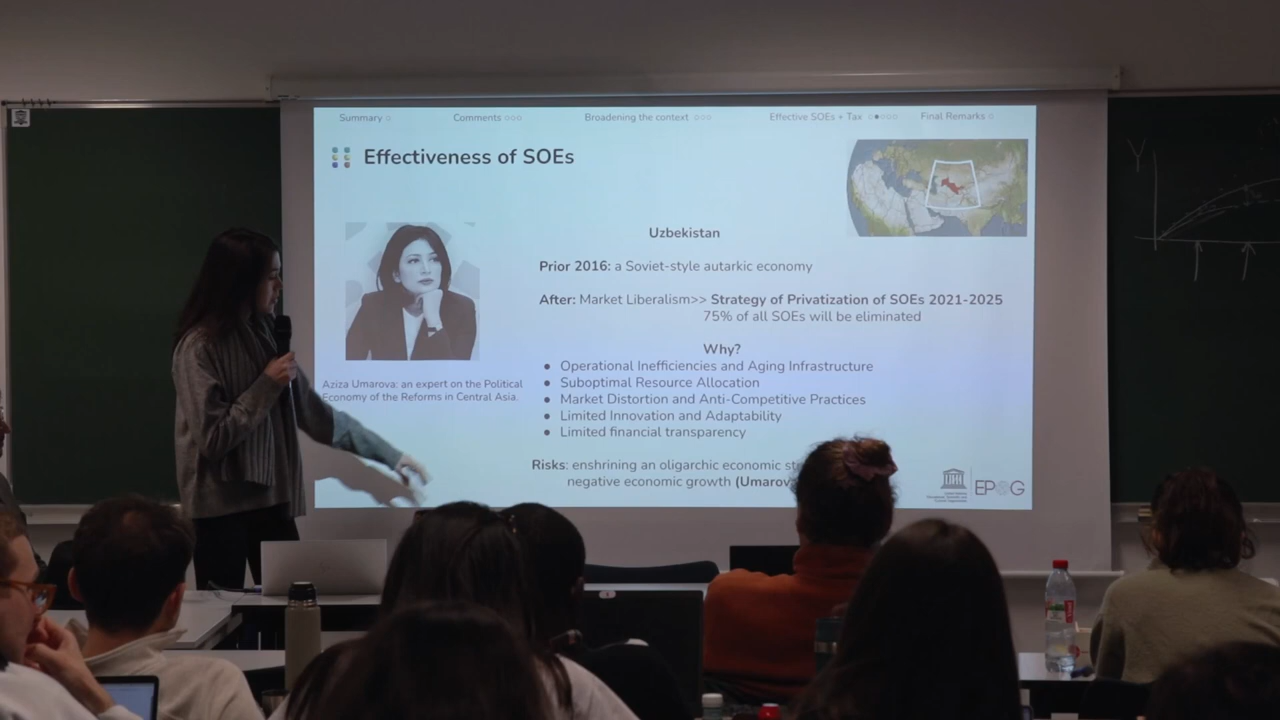 Summary
Comments
Broadening the context
Effective SOEs + Tax
Final Remarks
Effectiveness of SOEs
Uzbekistan
Prior 2016: a Soviet-style autarkic economy
After: Market Liberalism>> Strategy of Privatization of SOEs 2021-2025
75% of all SOEs will be eliminated
Why?
• Operational Inefficiencies and Aging Infrastructure
• Suboptimal Resource Allocation
• Market Distortion and Anti-Competitive Practices
• Limited Innovation and Adaptability
• Limited financial transparency
Aziza Umarova: an expert on the Political
Economy of the Reforms in Central Asia.
Risks: enshrining an oligarchic economic
negative economic growth
EPOG
Y